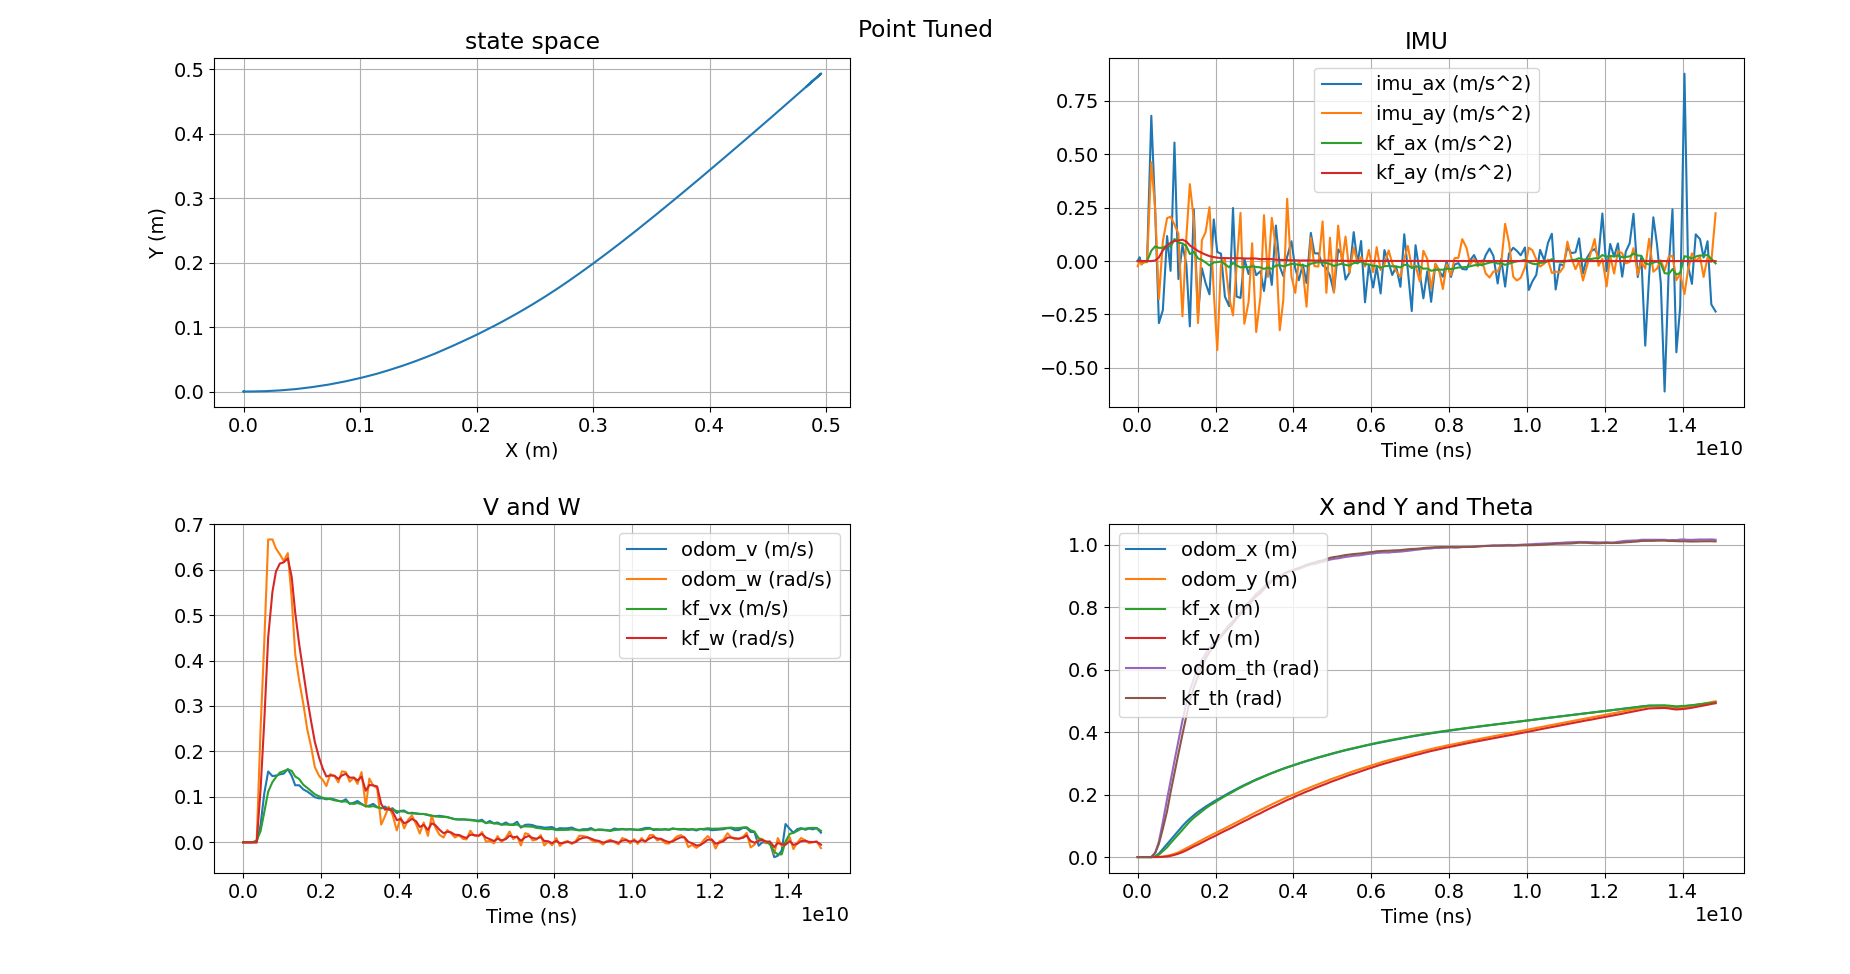 Point Tuned
state space
0.5
0.4
0.3
0.2
0.1
0.0
Y (m)
0.0 0.1 0.2 0.3 0.4 0.5
X (m)
IMU
imu_ax (m/s^2)
imu_ay (m/s^2)
kf_ax (m/s^2)
kf_ay (m/s^2)
0.75
0.50
0.25
0.00
−0.25
−0.50
0.0 0.2 0.4 0.6 0.8 1.0 1.2 1.4
1e10
Time (ns)
V and W
odom_v (m/s)
odom_w (rad/s)
kf_vx (m/s)
kf_w (rad/s)
0.7
0.6
0.5
0.4
0.3
0.2
0.1
0.0
0.0 0.2 0.4 0.6 0.8 1.0 1.2 1.4
1e10
Time (ns)
X and Y and Theta
odom_x (m)
odom_y (m)
kf_x (m)
kf_y (m)
odom_th (rad)
kf_th (rad)
1.0
0.8
0.6
0.4
0.2
0.0
0.0 0.2 0.4 0.6 0.8 1.0 1.2 1.4
1e10
Time (ns)